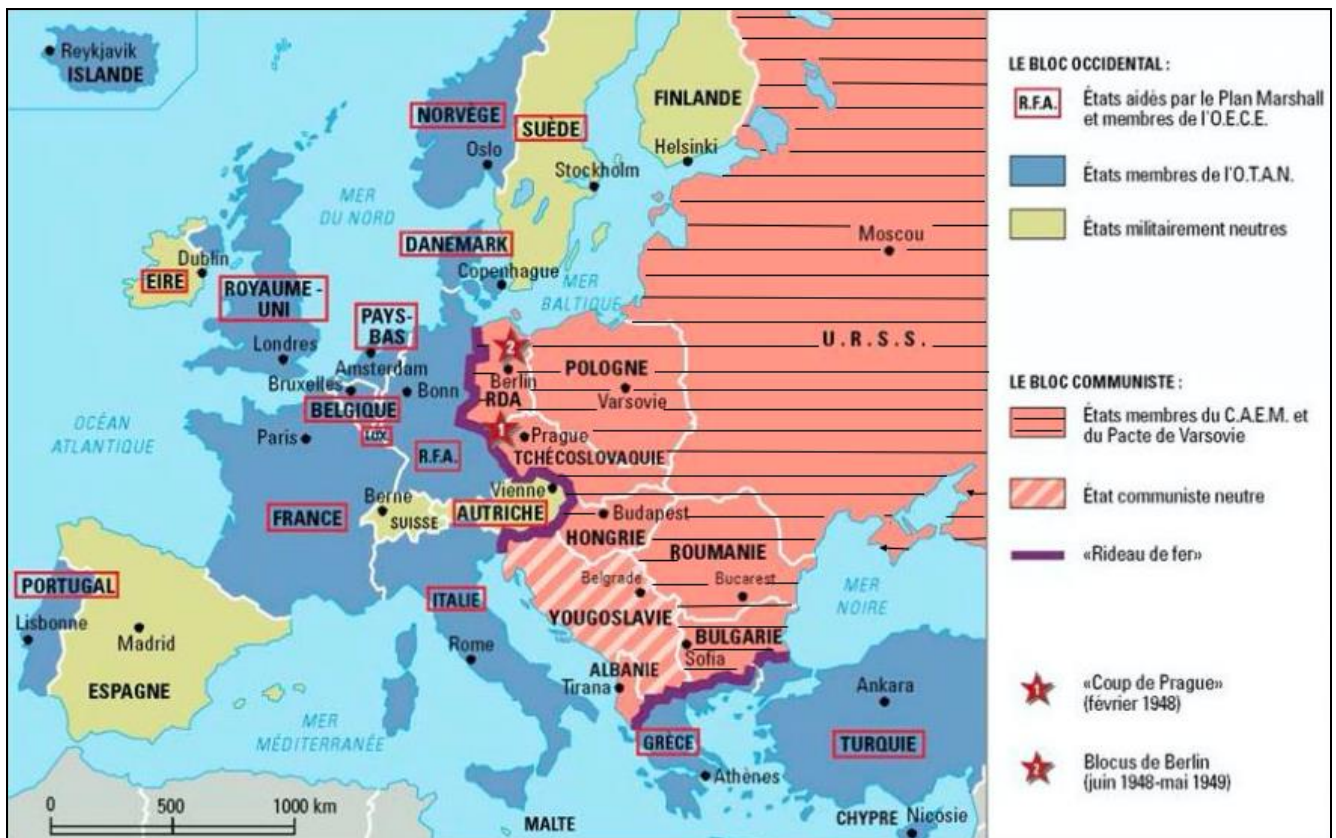 Reykjavik
ISLANDE
NORVÈGE
Oslo
SUÈDE
Stockholm
FINLANDE
Helsinki
MER
DU NORD
DANEMARK
Copenhague
MER
BALTIQUE
Moscou
U.R.S.S.
Dublin
EIRE
ROYAUME-
UNI
Londres
PAYS-
BAS
Amsterdam
Bruxelles
BELGIQUE
LUX.
Bonn
R.F.A.
2
Berlin
RDA
POLOGNE
Varsovie
1
Prague
TCHÉCOSLOVAQUIE
OCÉAN
ATLANTIQUE
Paris
FRANCE
Berne
SUISSE
Vienne
AUTRICHE
Budapest
HONGRIE
ROUMANIE
Belgrade
Bucarest
YOUGOSLAVIE
BULGARIE
Sofia
MER
NOIRE
PORTUGAL
Lisbonne
Madrid
ESPAGNE
ITALIE
Rome
ALBANIE
Tirana
MER
MÉDITERRANÉE
GRÈCE
Athènes
Ankara
TURQUIE
MALTE
CHYPRE
Nicosie
0 500 1000 km
LE BLOC OCCIDENTAL :
R.F.A.
États aidés par le Plan Marshall
et membres de l'O.E.C.E.
États membres de l'O.T.A.N.
États militairement neutres
LE BLOC COMMUNISTE :
États membres du C.A.E.M. et
du Pacte de Varsovie
État communiste neutre
«Rideau de fer»
1
«Coup de Prague»
(février 1948)
2
Blocus de Berlin
(juin 1948-mai 1949)